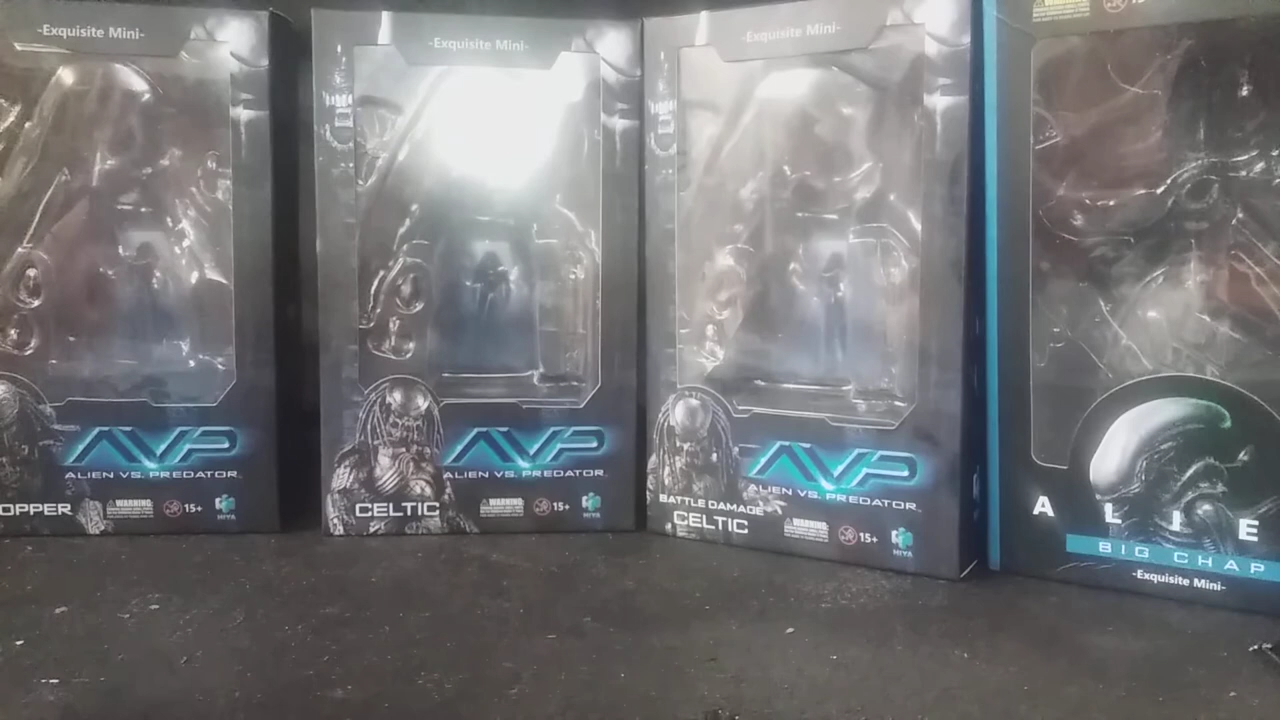 -Exquisite Mini-
AVP
ALIEN VS. PREDATOR
OPPER
WARNING:
15+
HIYA
-Exquisite Mini-
AVP
ALIEN VS. PREDATOR
CELTIC
WARNING:
15+
HIYA
-Exquisite Mini-
AVP
ALIEN VS. PREDATOR
BATTLE DAMAGE
CELTIC
WARNING:
15+
HIYA
A L I E
BIG CHAP
-Exquisite Mini-